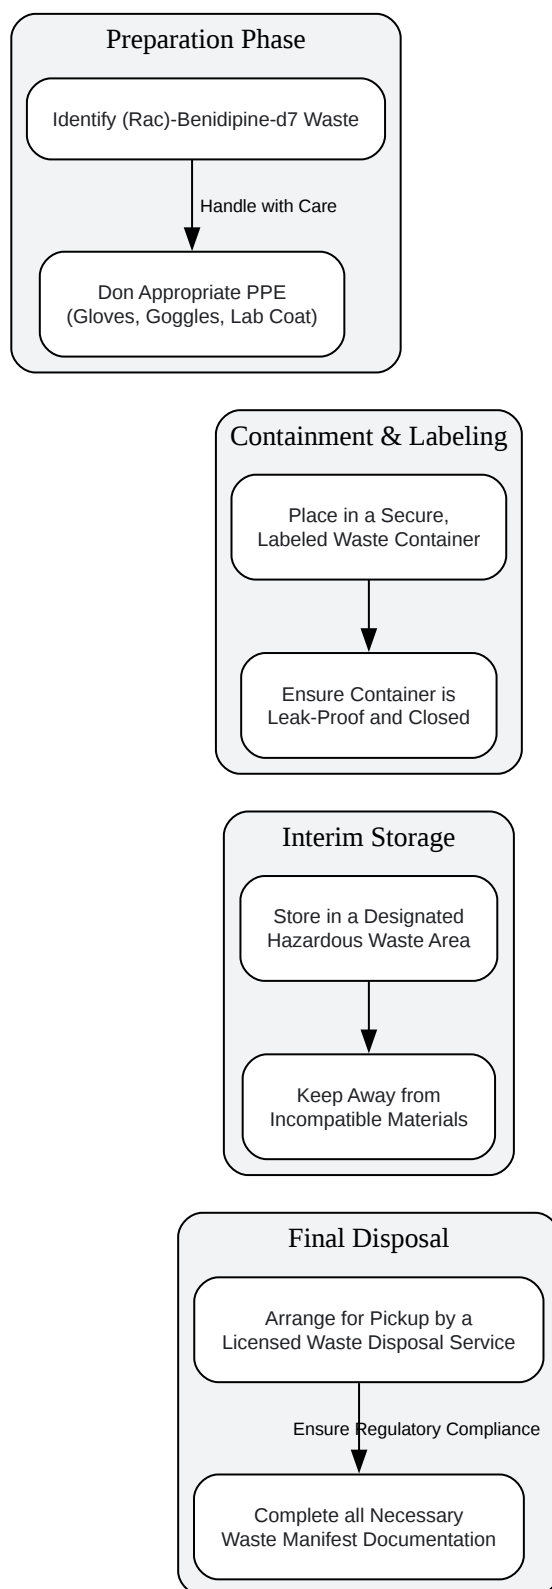 Preparation Phase
Identify (Rac)-Benidipine-d7 Waste
Handle with Care
Don Appropriate PPE
(Gloves, Goggles, Lab Coat)
Containment & Labeling
Place in a Secure,
Labeled Waste Container
Ensure Container is
Leak-Proof and Closed
Interim Storage
Store in a Designated
Hazardous Waste Area
Keep Away from
Incompatible Materials
Final Disposal
Arrange for Pickup by a
Licensed Waste Disposal Service
Ensure Regulatory Compliance
Complete all Necessary
Waste Manifest Documentation